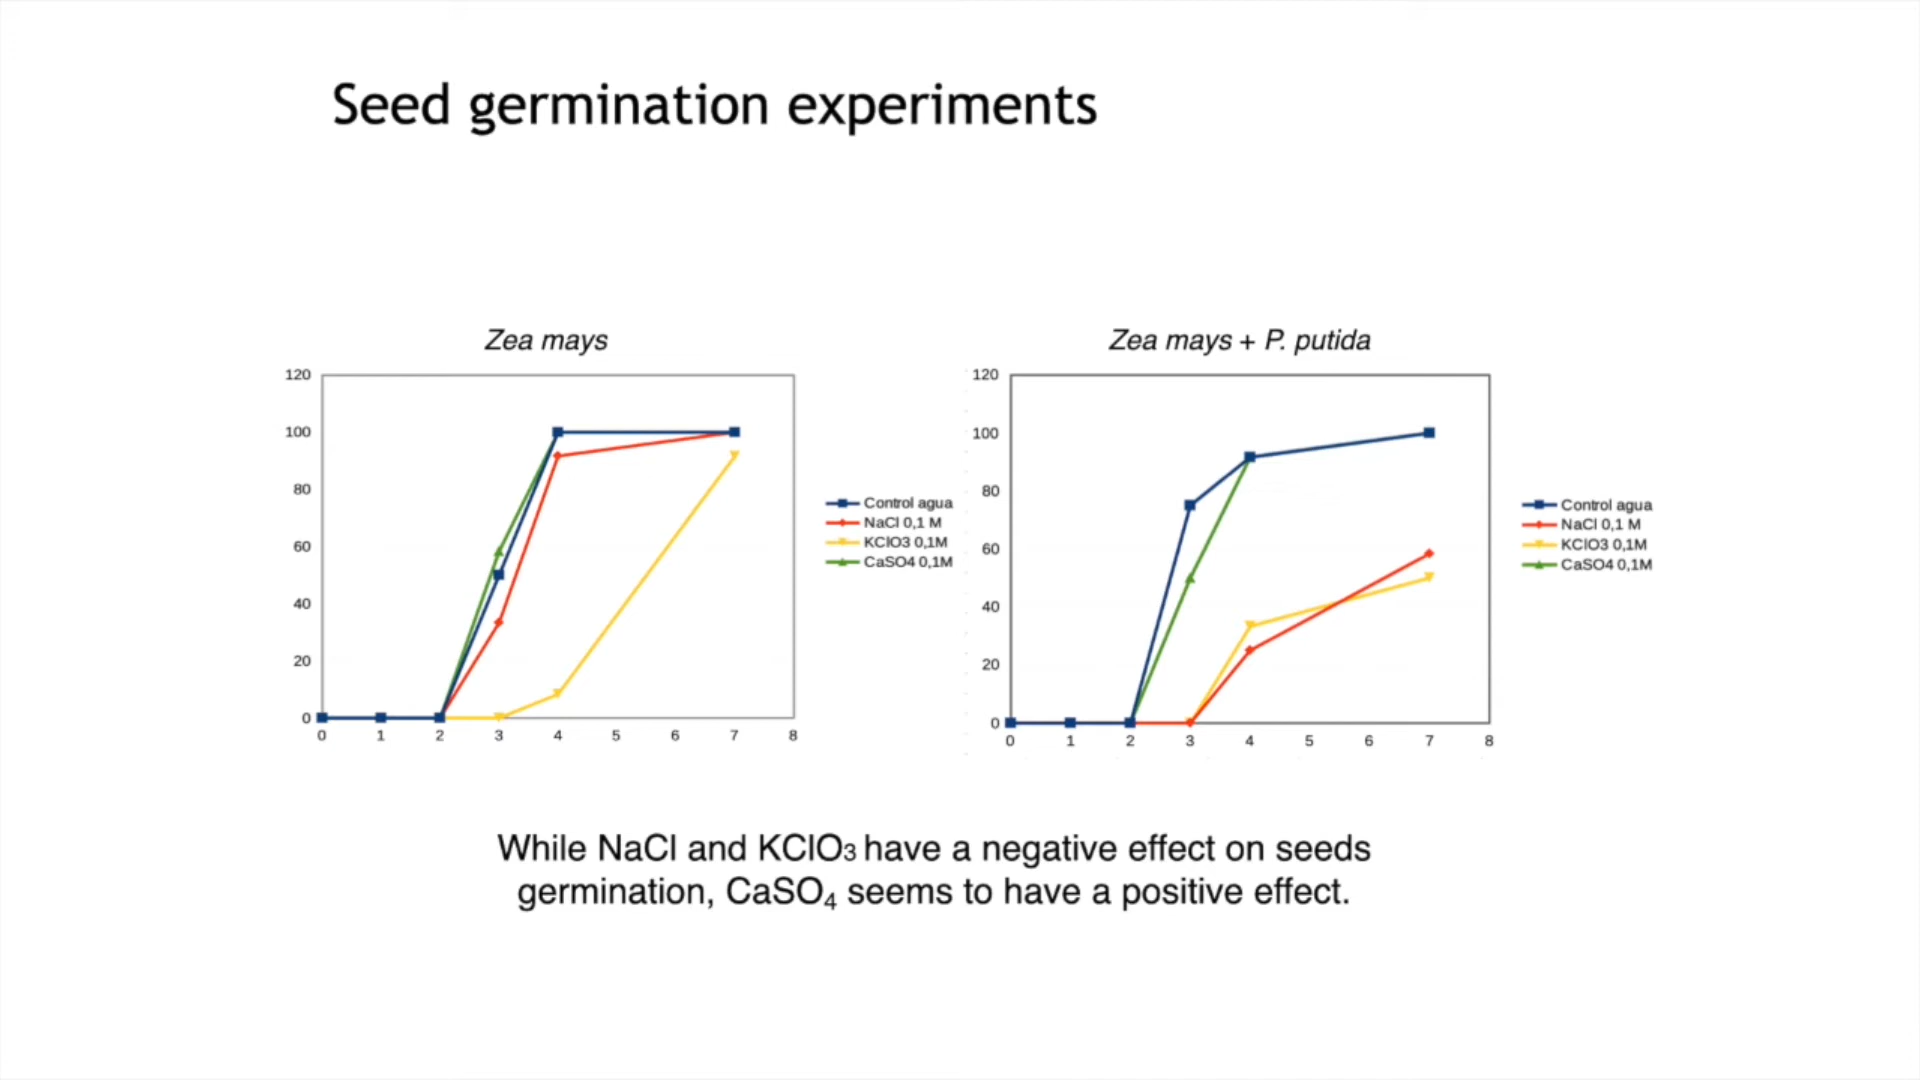 Seed germination experiments
Zea mays
120
100
80
60
40
20
0
0 1 2 3 4 5 6 7 8
Control agua
NaCl 0,1 M
KClO3 0,1M
CaSO4 0,1M
Zea mays + P. putida
120
100
80
60
40
20
0
0 1 2 3 4 5 6 7 8
Control agua
NaCl 0,1 M
KClO3 0,1M
CaSO4 0,1M
While NaCl and KClO₃ have a negative effect on seeds
germination, CaSO₄ seems to have a positive effect.